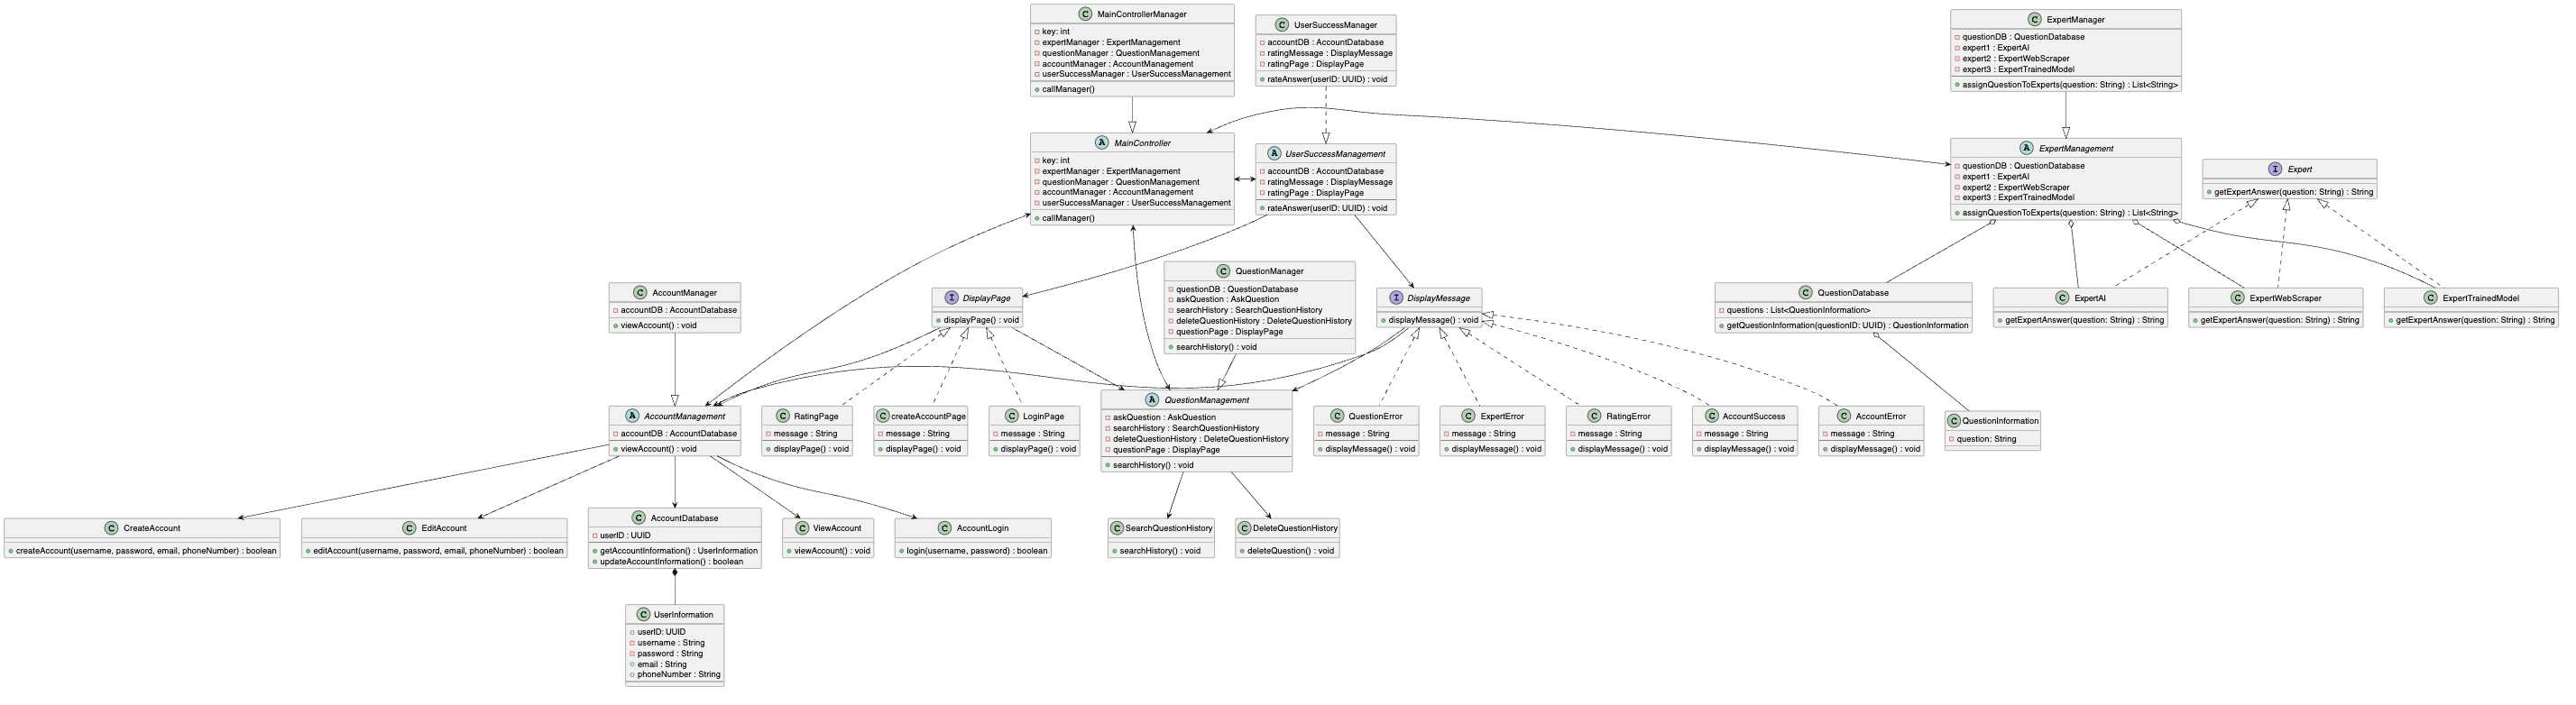 C MainControllerManager
key: int
expertManager : ExpertManagement
questionManager : QuestionManagement
accountManager : AccountManagement
userSuccessManager : UserSuccessManagement
callManager()
C UserSuccessManager
accountDB : AccountDatabase
ratingMessage : DisplayMessage
ratingPage : DisplayPage
rateAnswer(userID: UUID) : void
C ExpertManager
questionDB : QuestionDatabase
expert1 : ExpertAI
expert2 : ExpertWebScraper
expert3 : ExpertTrainedModel
assignQuestionToExperts(question: String) : List<String>
A MainController
key: int
expertManager : ExpertManagement
questionManager : QuestionManagement
accountManager : AccountManagement
userSuccessManager : UserSuccessManagement
callManager()
A UserSuccessManagement
accountDB : AccountDatabase
ratingMessage : DisplayMessage
ratingPage : DisplayPage
rateAnswer(userID: UUID) : void
A ExpertManagement
questionDB : QuestionDatabase
expert1 : ExpertAI
expert2 : ExpertWebScraper
expert3 : ExpertTrainedModel
assignQuestionToExperts(question: String) : List<String>
I Expert
getExpertAnswer(question: String) : String
C AccountManager
accountDB : AccountDatabase
viewAccount() : void
I DisplayPage
displayPage() : void
C QuestionManager
questionDB : QuestionDatabase
askQuestion : AskQuestion
searchHistory : SearchQuestionHistory
deleteQuestionHistory : DeleteQuestionHistory
questionPage : DisplayPage
searchHistory() : void
I DisplayMessage
displayMessage() : void
C QuestionDatabase
questions : List<QuestionInformation>
getQuestionInformation(questionID: UUID) : QuestionInformation
C ExpertAI
getExpertAnswer(question: String) : String
C ExpertWebScraper
getExpertAnswer(question: String) : String
C ExpertTrainedModel
getExpertAnswer(question: String) : String
A AccountManagement
accountDB : AccountDatabase
viewAccount() : void
C RatingPage
message : String
displayPage() : void
C createAccountPage
message : String
displayPage() : void
C LoginPage
message : String
displayPage() : void
A QuestionManagement
askQuestion : AskQuestion
searchHistory : SearchQuestionHistory
deleteQuestionHistory : DeleteQuestionHistory
questionPage : DisplayPage
searchHistory() : void
C QuestionError
message : String
displayMessage() : void
C ExpertError
message : String
displayMessage() : void
C RatingError
message : String
displayMessage() : void
C AccountSuccess
message : String
displayMessage() : void
C AccountError
message : String
displayMessage() : void
C QuestionInformation
question: String
C CreateAccount
createAccount(username, password, email, phoneNumber) : boolean
C EditAccount
editAccount(username, password, email, phoneNumber) : boolean
C AccountDatabase
userID : UUID
getAccountInformation() : UserInformation
updateAccountInformation() : boolean
C ViewAccount
viewAccount() : void
C AccountLogin
login(username, password) : boolean
C SearchQuestionHistory
searchHistory() : void
C DeleteQuestionHistory
deleteQuestion() : void
C UserInformation
userID: UUID
username : String
password : String
email : String
phoneNumber : String